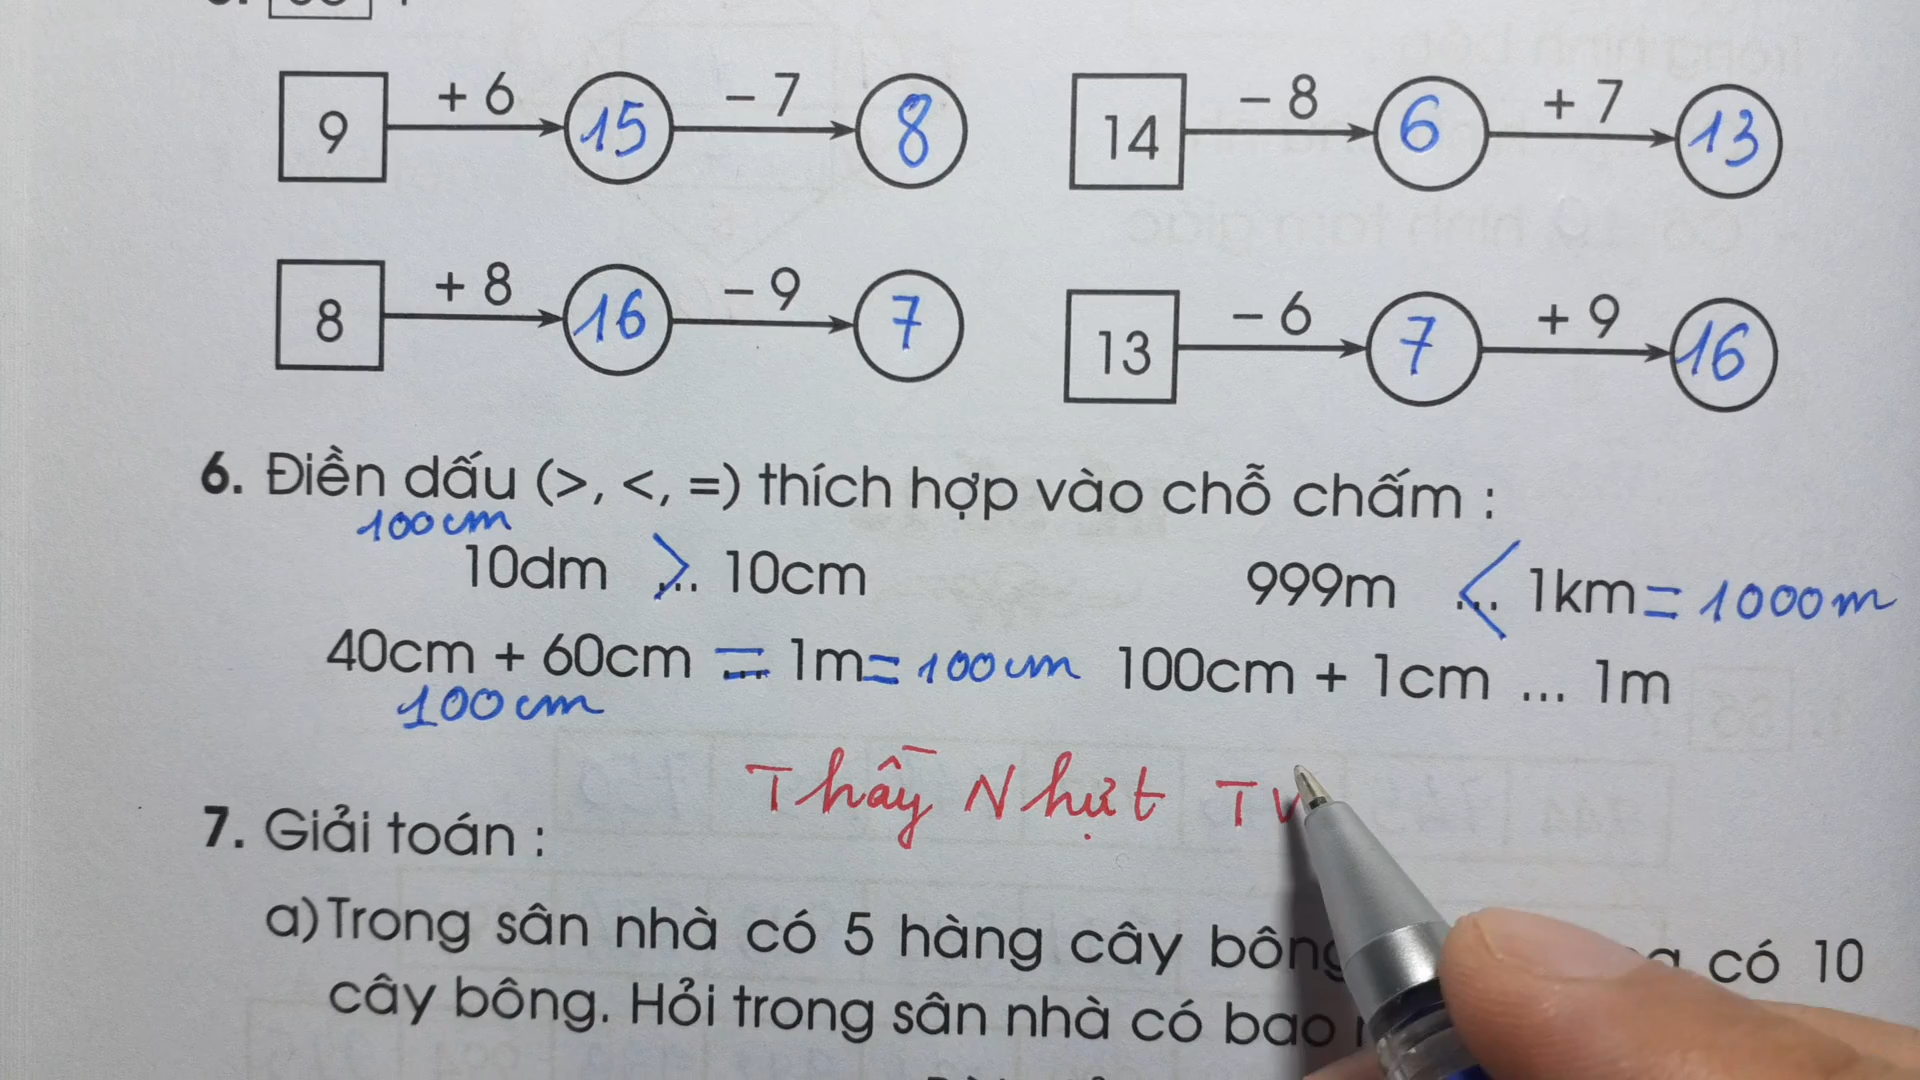 9 + 6 15 − 7 8 14 − 8 6 + 7 13
8 + 8 16 − 9 7 13 − 6 7 + 9 16
6. Điền dấu (>, <, =) thích hợp vào chỗ chấm :
100cm
10dm >... 10cm 999m <... 1km = 1000m
40cm + 60cm =... 1m = 100cm 100cm + 1cm ... 1m
100cm
Thầy Nhựt
7. Giải toán :
a) Trong sân nhà có 5 hàng cây bông có 10
cây bông. Hỏi trong sân nhà có bao